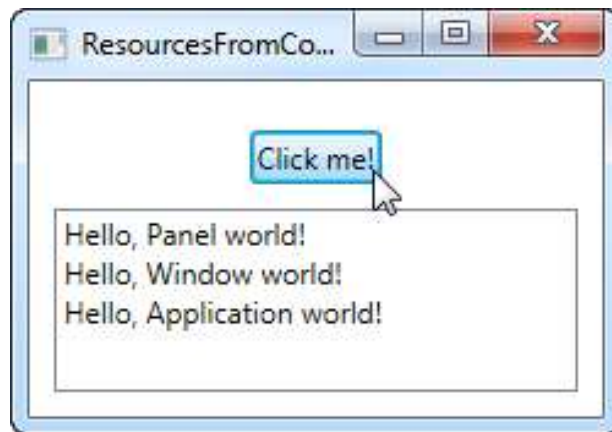 ResourcesFromCo...
Click me!
Hello, Panel world!
Hello, Window world!
Hello, Application world!